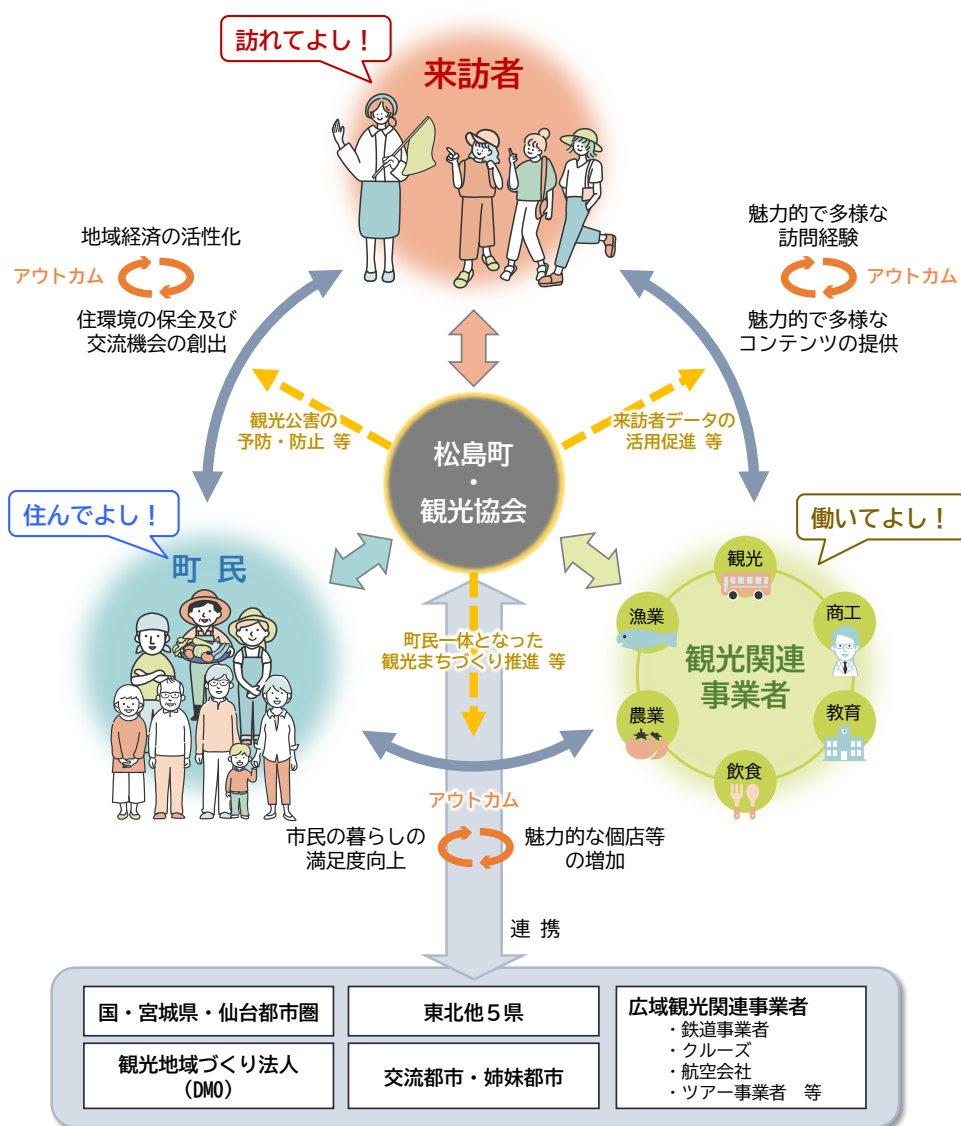 訪れてよし！
来訪者
地域経済の活性化
アウトカム
住環境の保全及び
交流機会の創出
魅力的で多様な
訪問経験
アウトカム
魅力的で多様な
コンテンツの提供
観光公害の
予防・防止 等
来訪者データの
活用促進 等
松島町
・
観光協会
住んでよし！
町 民
働いてよし！
観光
漁業
商工
観光関連
事業者
農業
教育
飲食
町民一体となった
観光まちづくり推進 等
アウトカム
市民の暮らしの
満足度向上
魅力的な個店等
の増加
連 携
国・宮城県・仙台都市圏
東北他５県
広域観光関連事業者
・鉄道事業者
・クルーズ
・航空会社
・ツアー事業者　等
観光地域づくり法人
(DMO)
交流都市・姉妹都市